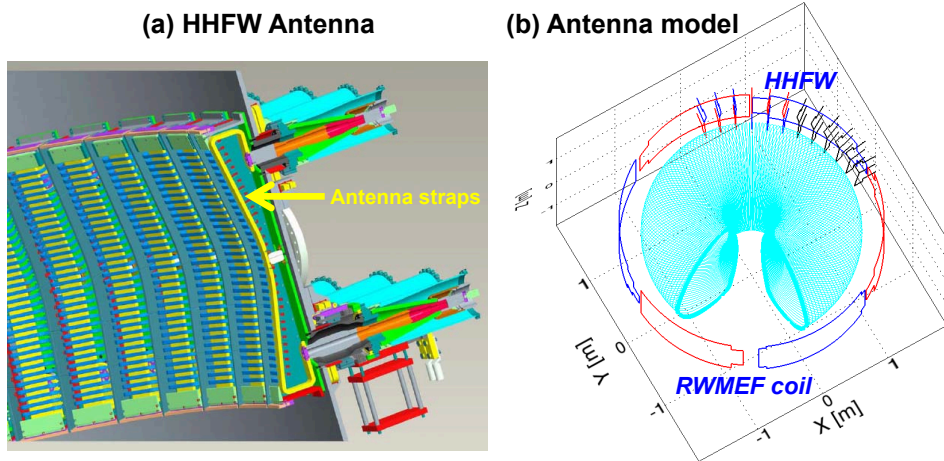 (a) HHFW Antenna
(b) Antenna model
HHFW
Antenna straps
1
0
-1
Y [m]
RWMEF coil
-1
0
1
X [m]